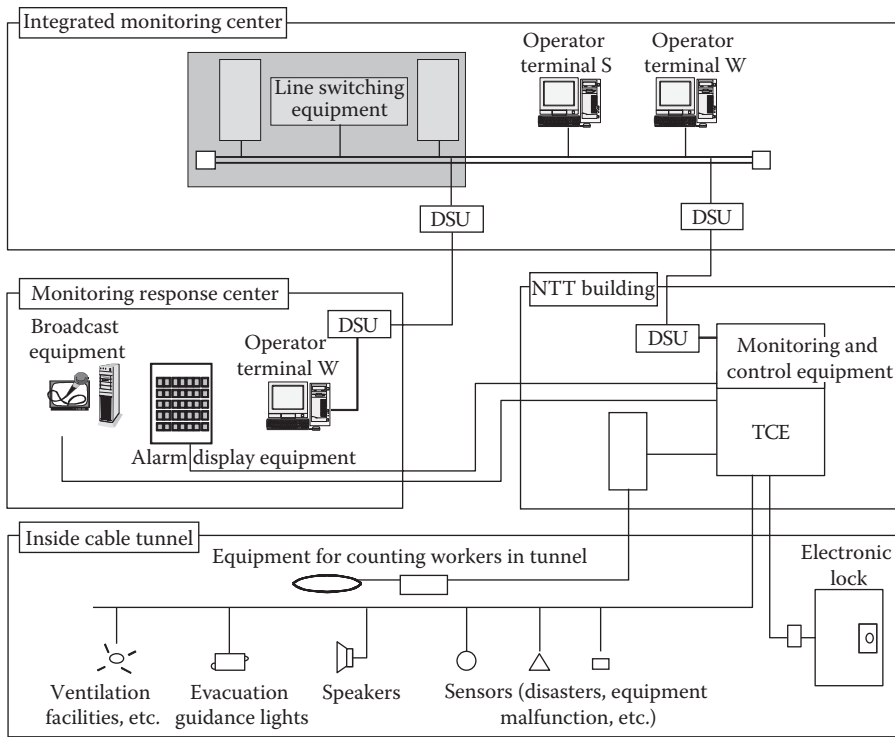 Integrated monitoring center
Operator
terminal S
Operator
terminal W
Line switching
equipment
DSU
DSU
Monitoring response center
NTT building
Broadcast
equipment
DSU
Operator
terminal W
DSU
Monitoring and
control equipment
TCE
Alarm display equipment
Inside cable tunnel
Equipment for counting workers in tunnel
Electronic
lock
Ventilation
facilities, etc.
Evacuation
guidance lights
Speakers
Sensors (disasters, equipment
malfunction, etc.)